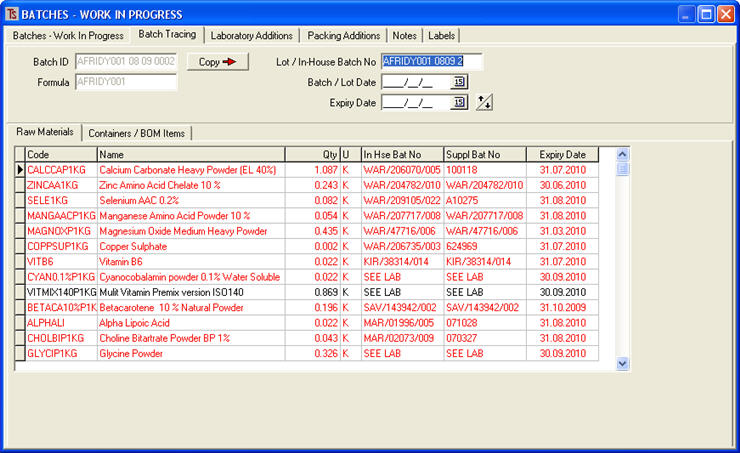 TS BATCHES - WORK IN PROGRESS
Batches - Work In Progress Batch Tracing Laboratory Additions Packing Additions Notes Labels
Batch ID AFRIDY001 08 09 0002 Copy Lot / In-House Batch No AFRIDY001 0809 2
Batch / Lot Date __/__/__ 15
Formula AFRIDY001
Expiry Date __/__/__ 15
Raw Materials Containers / BOM Items
Code Name Qty U In Hse Bat No Suppl Bat No Expiry Date
CALCCAP1KG Calcium Carbonate Heavy Powder (EL 40%) 1.087 K WAR/206070/005 100118 31.07.2010
ZINCAA1KG Zinc Amino Acid Chelate 10 % 0.243 K WAR/204782/010 WAR/204782/010 30.06.2010
SELE1KG Selenium AAC 0.2% 0.082 K WAR/209105/022 A10275 31.08.2010
MANGAACP1KG Manganese Amino Acid Powder 10 % 0.054 K WAR/207717/008 WAR/207717/008 31.08.2010
MAGNOXP1KG Magnesium Oxide Medium Heavy Powder 0.435 K WAR/47716/006 WAR/47716/006 31.03.2010
COPPSUP1KG Copper Sulphate 0.002 K WAR/206735/003 624969 31.07.2010
VITB6 Vitamin B6 0.022 K KIR/38314/014 KIR/38314/014 31.07.2010
CYAN0.1%P1KG Cyanocobalamin powder 0.1% Water Soluble 0.022 K SEE LAB SEE LAB 30.09.2010
VITMIX140P1KG Mulit Vitamin Premix version ISO140 0.869 K SEE LAB SEE LAB 30.09.2010
BETACA10%P1K Betacarotene 10 % Natural Powder 0.196 K SAV/143942/002 SAV/143942/002 31.10.2009
ALPHALI Alpha Lipoic Acid 0.022 K MAR/01996/005 071028 31.08.2010
CHOLBIP1KG Choline Bitartrate Powder BP 1% 0.043 K MAR/02073/009 070327 31.08.2010
GLYCIP1KG Glycine Powder 0.326 K SEE LAB SEE LAB 30.09.2010